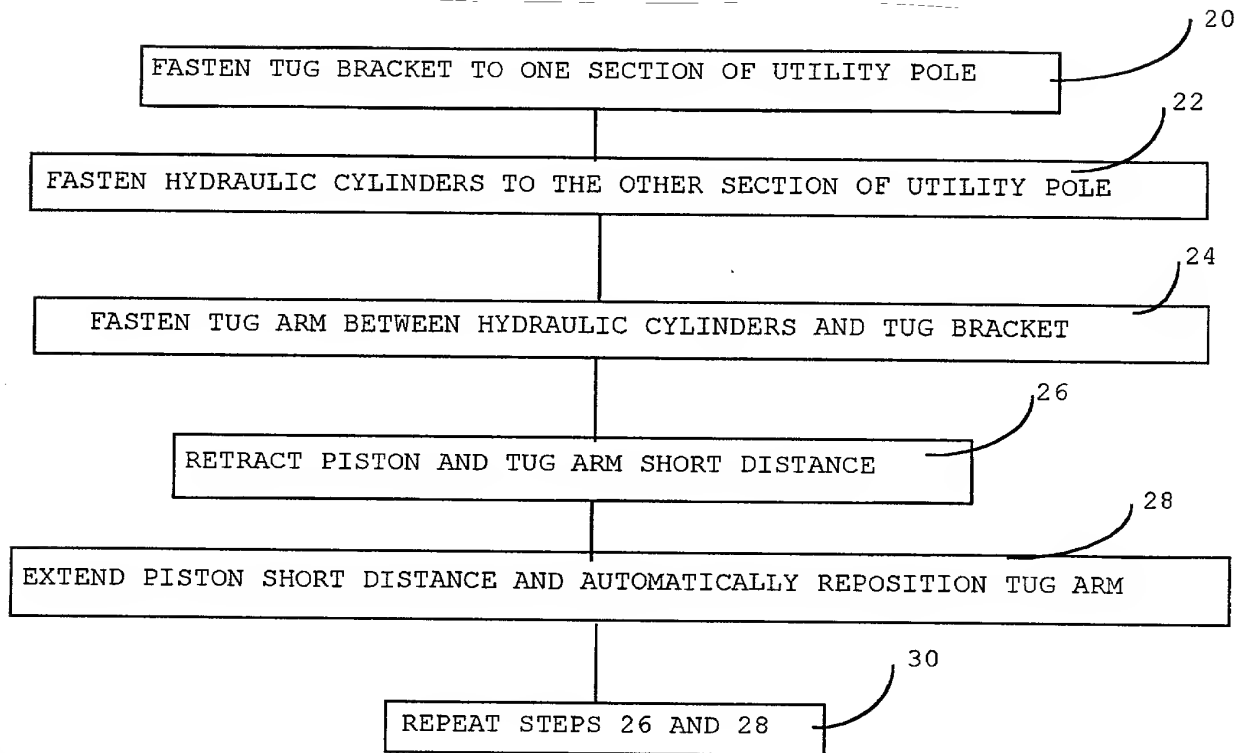 20
FASTEN TUG BRACKET TO ONE SECTION OF UTILITY POLE
22
FASTEN HYDRAULIC CYLINDERS TO THE OTHER SECTION OF UTILITY POLE
24
FASTEN TUG ARM BETWEEN HYDRAULIC CYLINDERS AND TUG BRACKET
26
RETRACT PISTON AND TUG ARM SHORT DISTANCE
28
EXTEND PISTON SHORT DISTANCE AND AUTOMATICALLY REPOSITION TUG ARM
30
REPEAT STEPS 26 AND 28